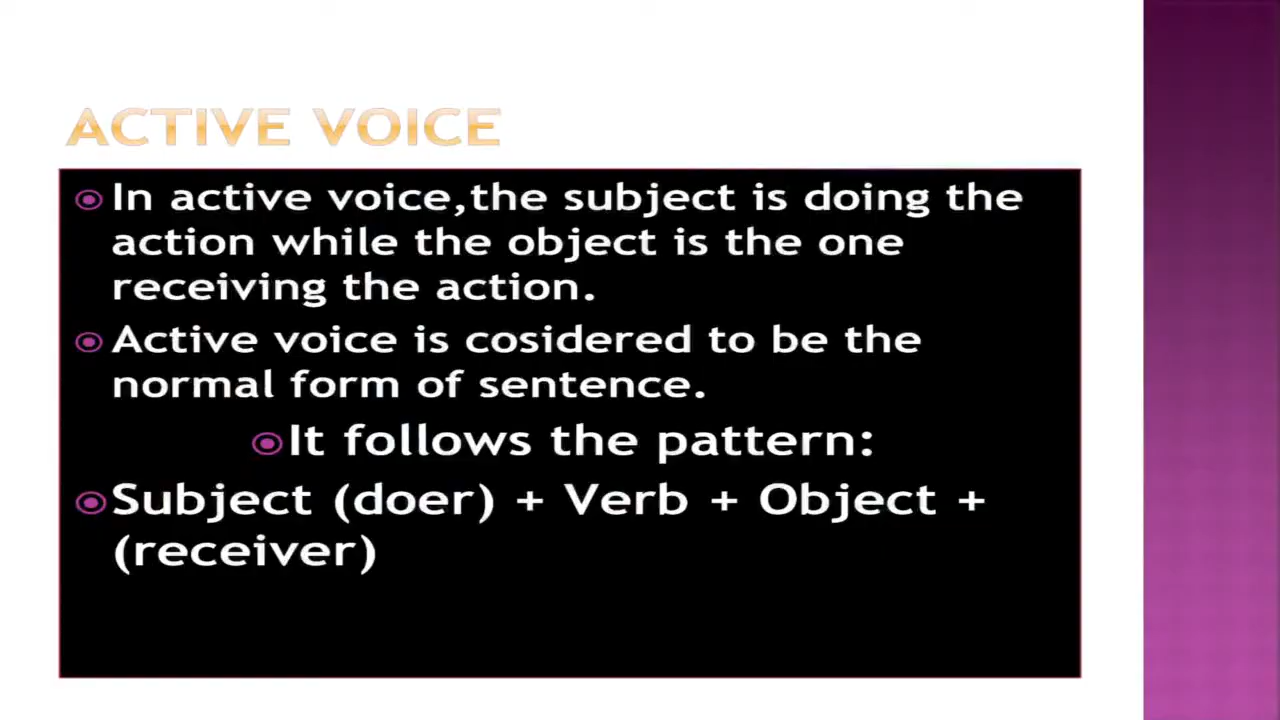 ACTIVE VOICE
In active voice,the subject is doing the
action while the object is the one
receiving the action.
Active voice is cosidered to be the
normal form of sentence.
It follows the pattern:
Subject (doer) + Verb + Object +
(receiver)